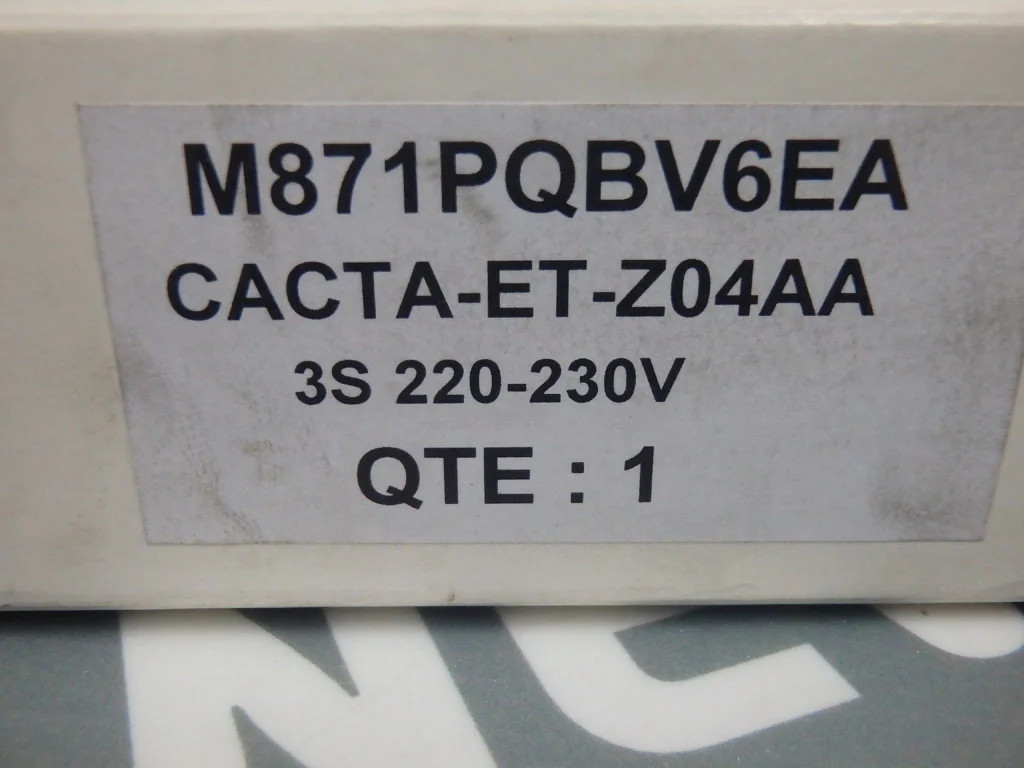 M871PQBV6EA
CACTA-ET-Z04AA
3S 220-230V
QTE : 1